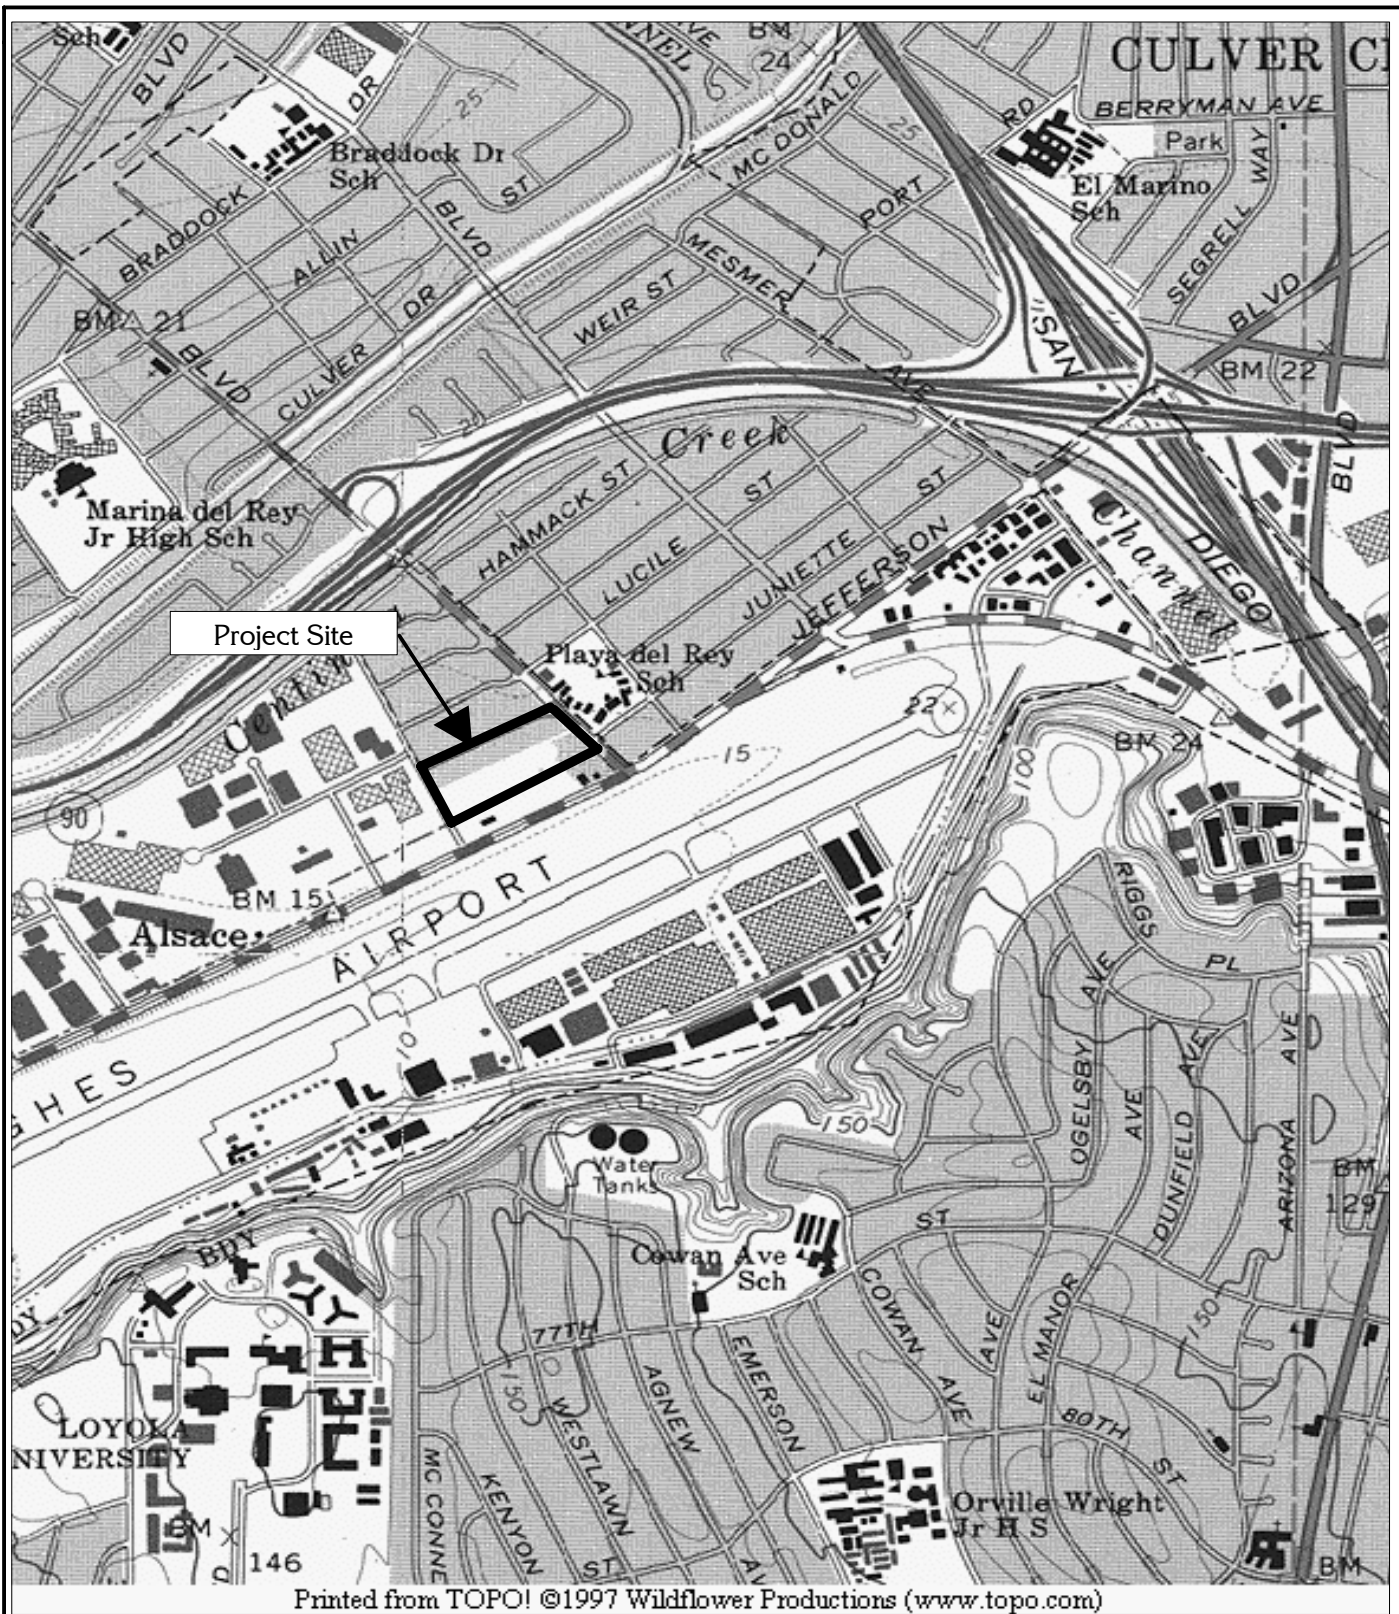 Sch
BLVD
DR
NNEL
AVE
BM
24
CULVER CI
BERRYMAN AVE
RD
Park
WAY
El Marino
Sch
SEGRELL
BLVD
BM 22
Braddock Dr
Sch
BRADDOCK
ST
BLVD
ALLIN
DR
CULVER
25
MC DONALD
25
PORT
MESMER
AVE
WEIR ST
"SAN
DIEGO
BM 21
BLVD
20
Marina del Rey
Jr High Sch
Creek
Channel
HAMMACK ST
LUCILE
ST
JUNIETTE
ST
JEFFERSON
BLVD
Project Site
Playa del Rey
Sch
Centin
90
22
15
BM 24
100
BM 15
Alsace
AIRPORT
GHES
10
RIGGS
PL
AVE
OGELSBY
AVE
DUNFIELD
AVE
ARIZONA
AVE
BM
129
150
Water
Tanks
Cowan Ave
Sch
ST
COWAN
AVE
EL MANOR
AVE
80TH
ST
150
BDY
DY
77TH
150
WESTLAWN
AGNEW
EMERSON
KENYON
MC CONNE
ST
AV
LOYOLA
NIVERSITY
BM
146
D
Orville Wright
Jr H S
BM
Printed from TOPO! ©1997 Wildflower Productions (www.topo.com)